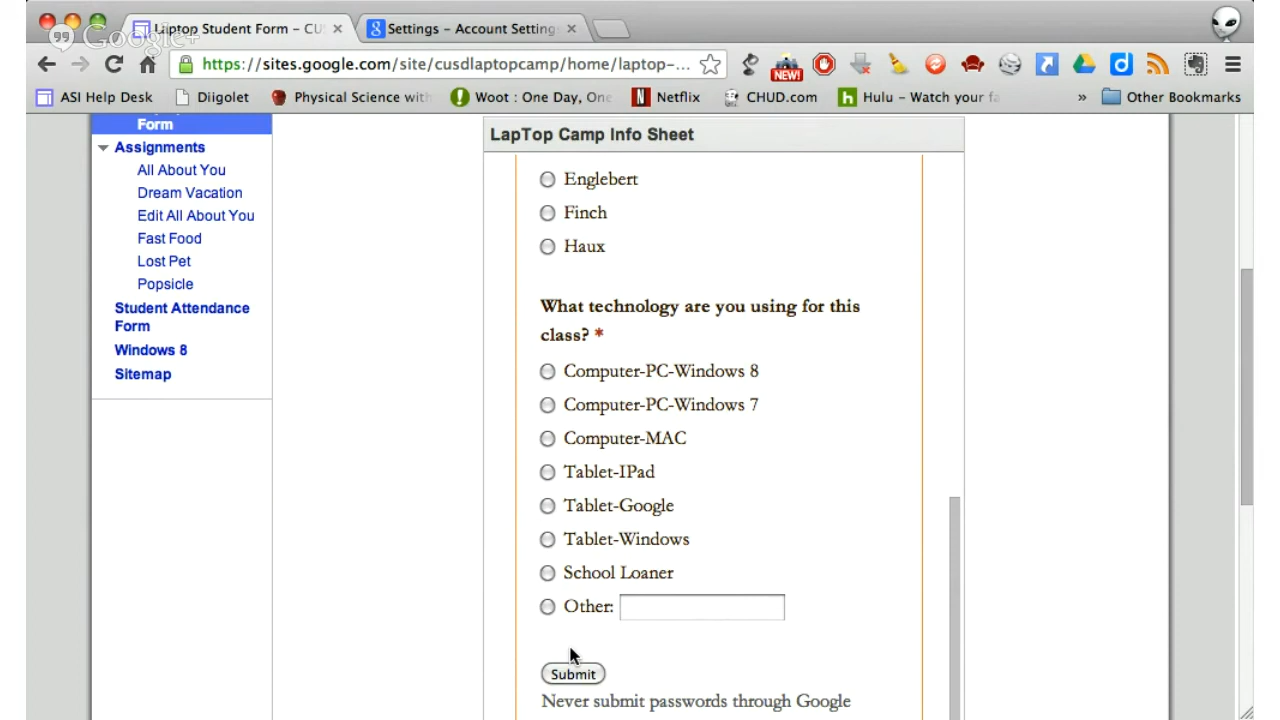 Laptop Student Form – CU
Settings – Account Setting
Google+
https://sites.google.com/site/cusdlaptopcamp/home/laptop-...
NEW!
ASI Help Desk
Diigolet
Physical Science with
Woot : One Day, One
Netflix
CHUD.com
Hulu – Watch your fa
»
Other Bookmarks
Form
Assignments
All About You
Dream Vacation
Edit All About You
Fast Food
Lost Pet
Popsicle
Student Attendance
Form
Windows 8
Sitemap
LapTop Camp Info Sheet
Englebert
Finch
Haux
What technology are you using for this
class? *
Computer-PC-Windows 8
Computer-PC-Windows 7
Computer-MAC
Tablet-IPad
Tablet-Google
Tablet-Windows
School Loaner
Other:
Submit
Never submit passwords through Google